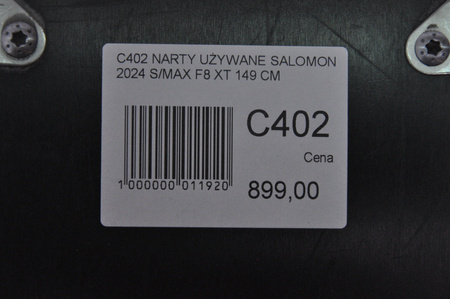 C402 NARTY UŻYWANE SALOMON
2024 S/MAX F8 XT 149 CM
C402
Cena
899,00
1 000000 011920